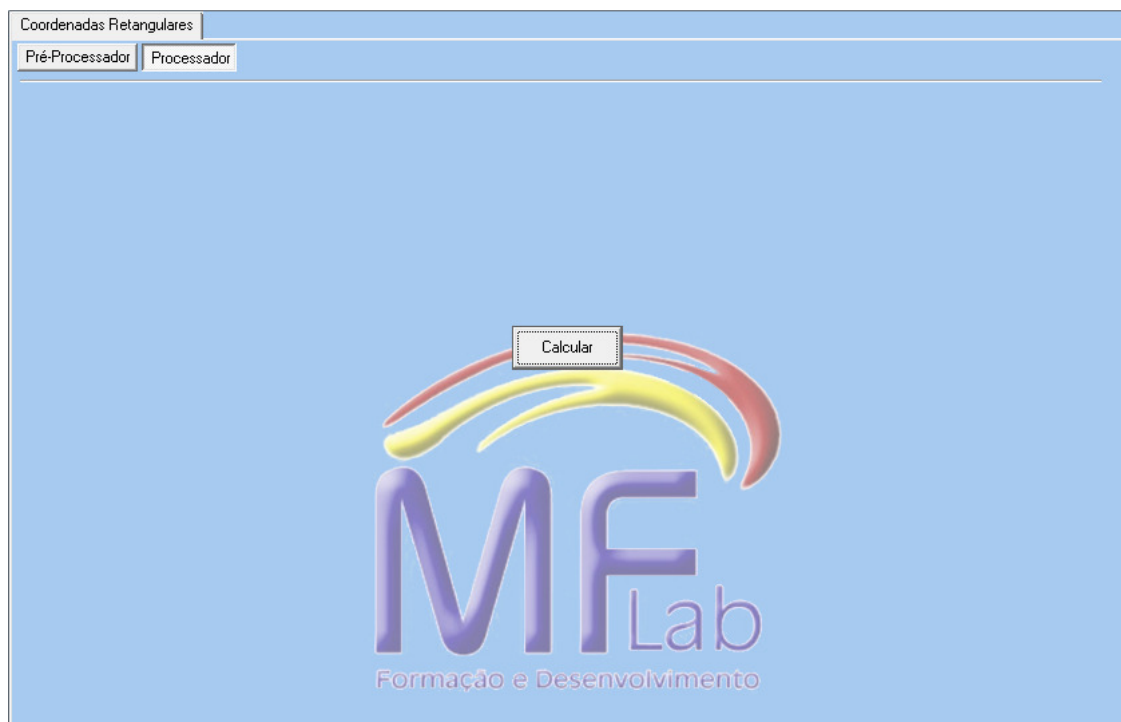 Coordenadas Retangulares
Pré-Processador Processador
Calcular
MF
Lab
Formação e Desenvolvimento